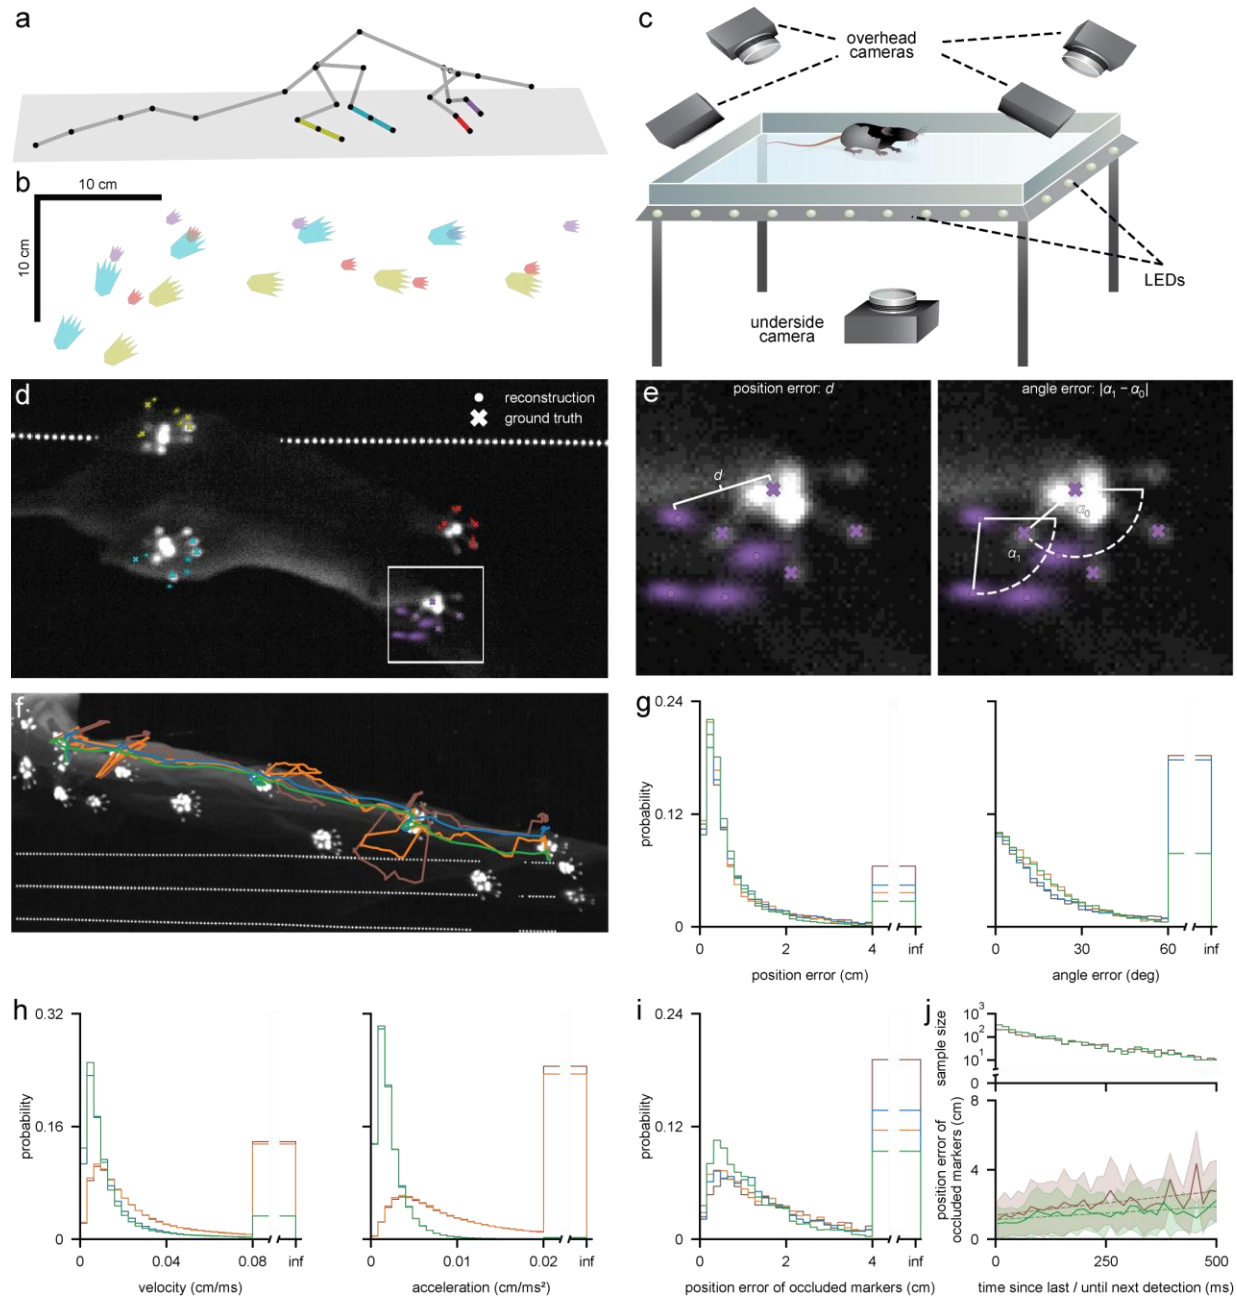 a
c
overhead
cameras
b
10 cm
10 cm
LEDs
underside
camera
d
reconstruction
ground truth
e
position error: d
angle error: |α₁ − α₀|
d
α₀
α₁
f
g
0.24
0.12
0
probability
0
2
4
inf
position error (cm)
0
30
60
inf
angle error (deg)
h
0.32
0.16
0
probability
0
0.04
0.08
inf
velocity (cm/ms)
0
0.01
0.02
inf
acceleration (cm/ms²)
i
0.24
0.12
0
probability
0
2
4
inf
position error of occluded markers (cm)
j
10³
10²
10¹
0
sample size
8
4
0
position error of
occluded markers (cm)
0
250
500
time since last / until next detection (ms)